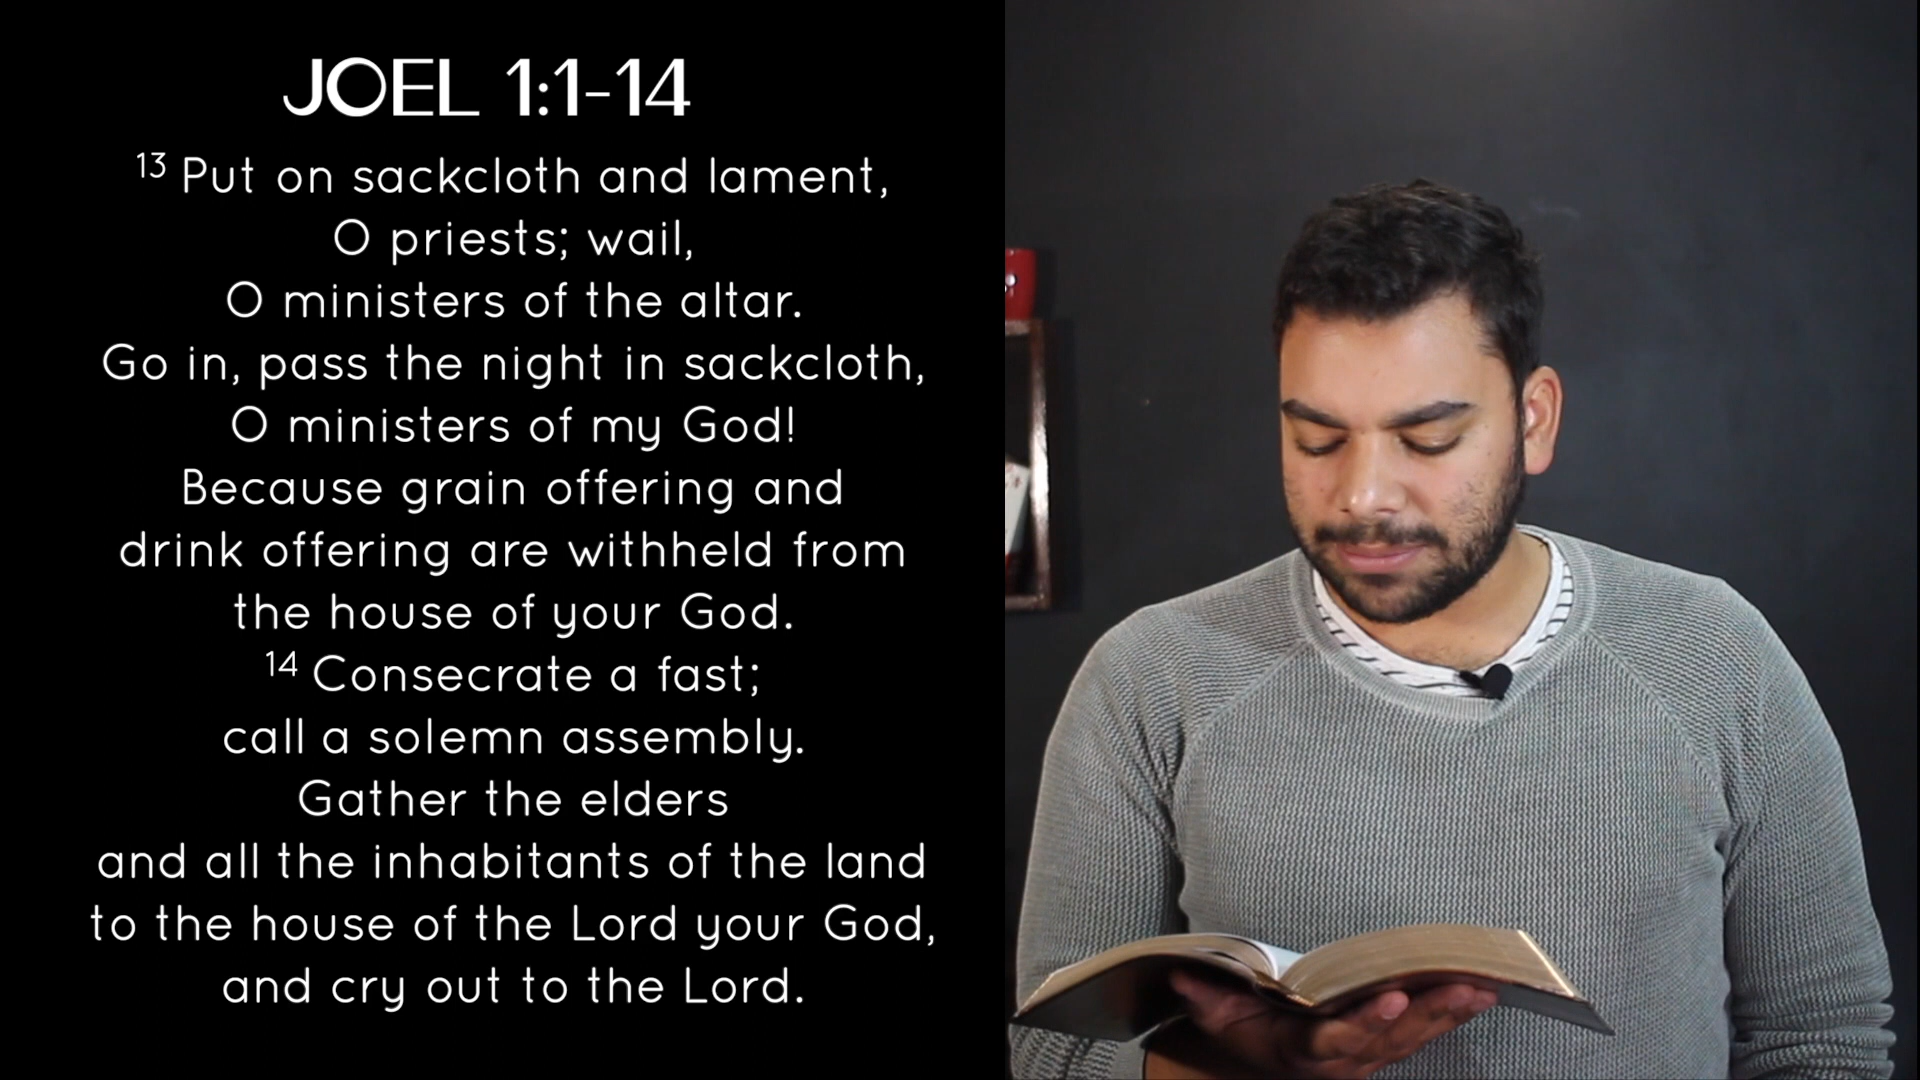 JOEL 1:1-14
13 Put on sackcloth and lament,
O priests; wail,
O ministers of the altar.
Go in, pass the night in sackcloth,
O ministers of my God!
Because grain offering and
drink offering are withheld from
the house of your God.
14 Consecrate a fast;
call a solemn assembly.
Gather the elders
and all the inhabitants of the land
to the house of the Lord your God,
and cry out to the Lord.